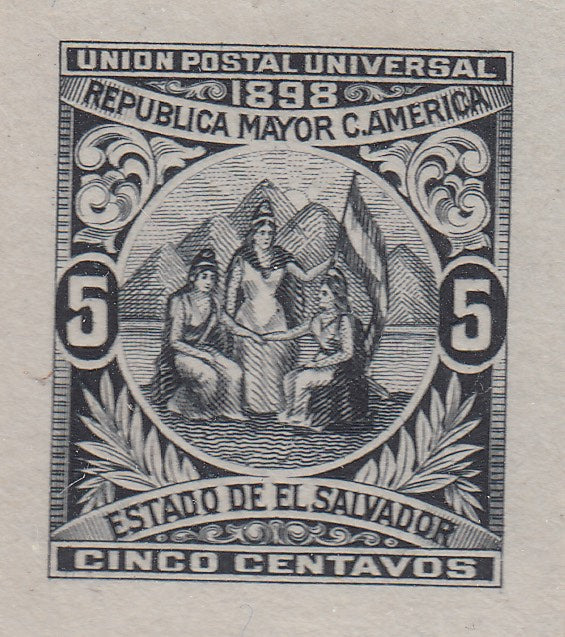 UNION POSTAL UNIVERSAL
1898
REPUBLICA MAYOR C. AMERICA
5 5
ESTADO DE EL SALVADOR
CINCO CENTAVOS